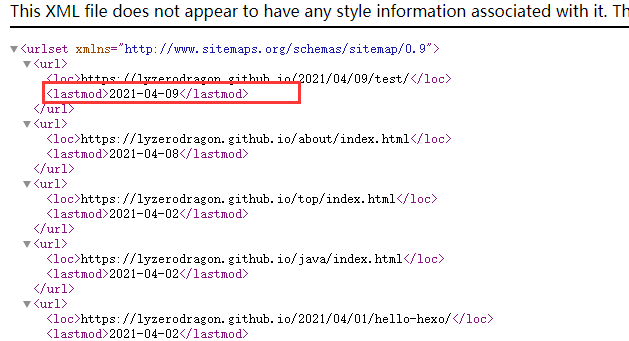 This XML file does not appear to have any style information associated with it. Th
▼<urlset xmlns="http://www.sitemaps.org/schemas/sitemap/0.9">
▼<url>
<loc>https://lyzerodragon.github.io/2021/04/09/test/</loc>
<lastmod>2021-04-09</lastmod>
</url>
▼<url>
<loc>https://lyzerodragon.github.io/about/index.html</loc>
<lastmod>2021-04-08</lastmod>
</url>
▼<url>
<loc>https://lyzerodragon.github.io/top/index.html</loc>
<lastmod>2021-04-02</lastmod>
</url>
▼<url>
<loc>https://lyzerodragon.github.io/java/index.html</loc>
<lastmod>2021-04-02</lastmod>
</url>
▼<url>
<loc>https://lyzerodragon.github.io/2021/04/01/hello-hexo/</loc>
<lastmod>2021-04-02</lastmod>